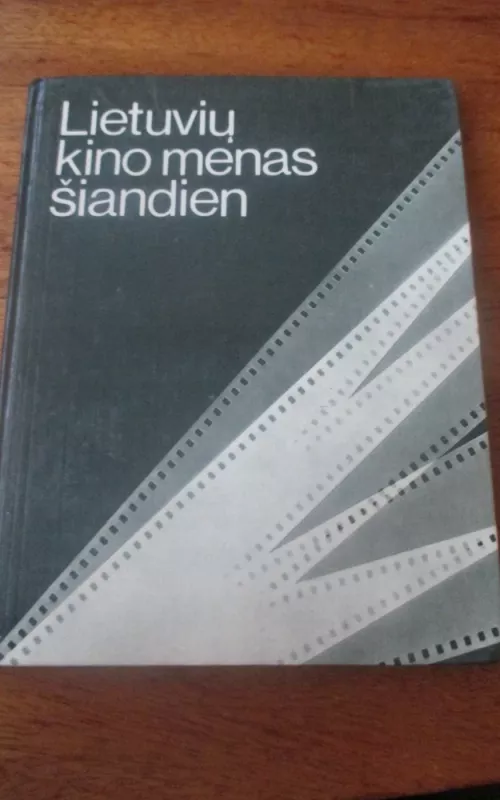 Lietuvių
kino menas
šiandien